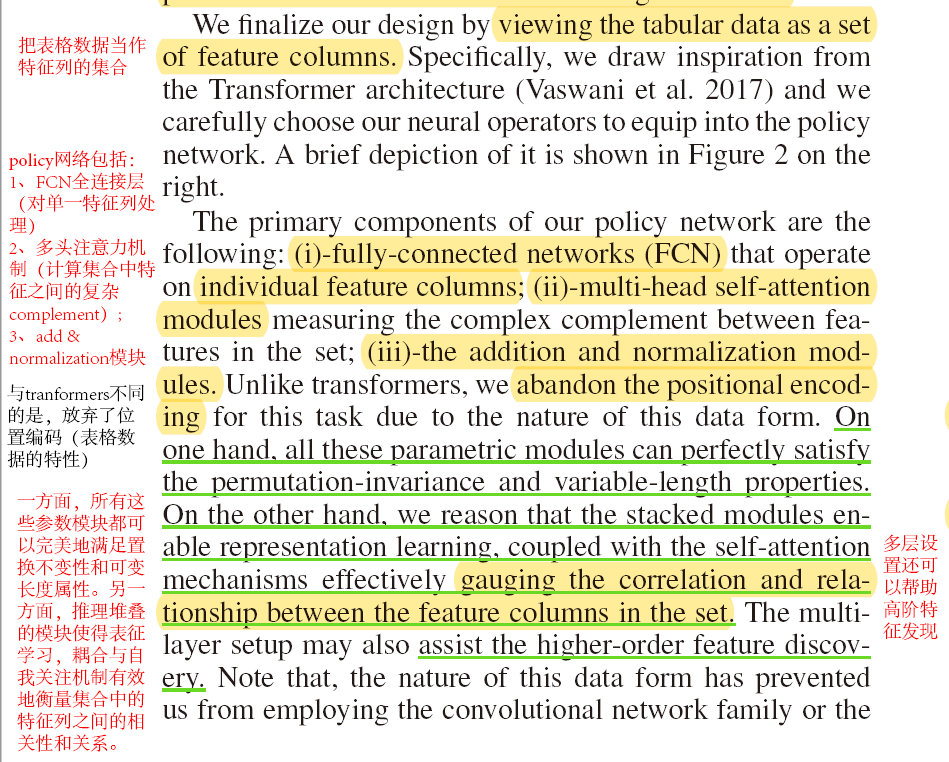 We finalize our design by viewing the tabular data as a set
of feature columns. Specifically, we draw inspiration from
the Transformer architecture (Vaswani et al. 2017) and we
carefully choose our neural operators to equip into the policy
network. A brief depiction of it is shown in Figure 2 on the
right.
The primary components of our policy network are the
following: (i)-fully-connected networks (FCN) that operate
on individual feature columns; (ii)-multi-head self-attention
modules measuring the complex complement between fea-
tures in the set; (iii)-the addition and normalization mod-
ules. Unlike transformers, we abandon the positional encod-
ing for this task due to the nature of this data form. On
one hand, all these parametric modules can perfectly satisfy
the permutation-invariance and variable-length properties.
On the other hand, we reason that the stacked modules en-
able representation learning, coupled with the self-attention
mechanisms effectively gauging the correlation and rela-
tionship between the feature columns in the set. The multi-
layer setup may also assist the higher-order feature discov-
ery. Note that, the nature of this data form has prevented
us from employing the convolutional network family or the
把表格数据当作
特征列的集合
policy网络包括：
1、FCN全连接层
（对单一特征列处
理）
2、多头注意力机
制（计算集合中特
征之间的复杂
complement）;
3、add &
normalization模块
与tranformers不同
的是，放弃了位
置编码（表格数
据的特性）
一方面，所有这
些参数模块都可
以完美地满足置
换不变性和可变
长度属性。另一
方面，推理堆叠
的模块使得表征
学习，耦合与自
我关注机制有效
地衡量集合中的
特征列之间的相
关性和关系。
多层设
置还可
以帮助
高阶特
征发现